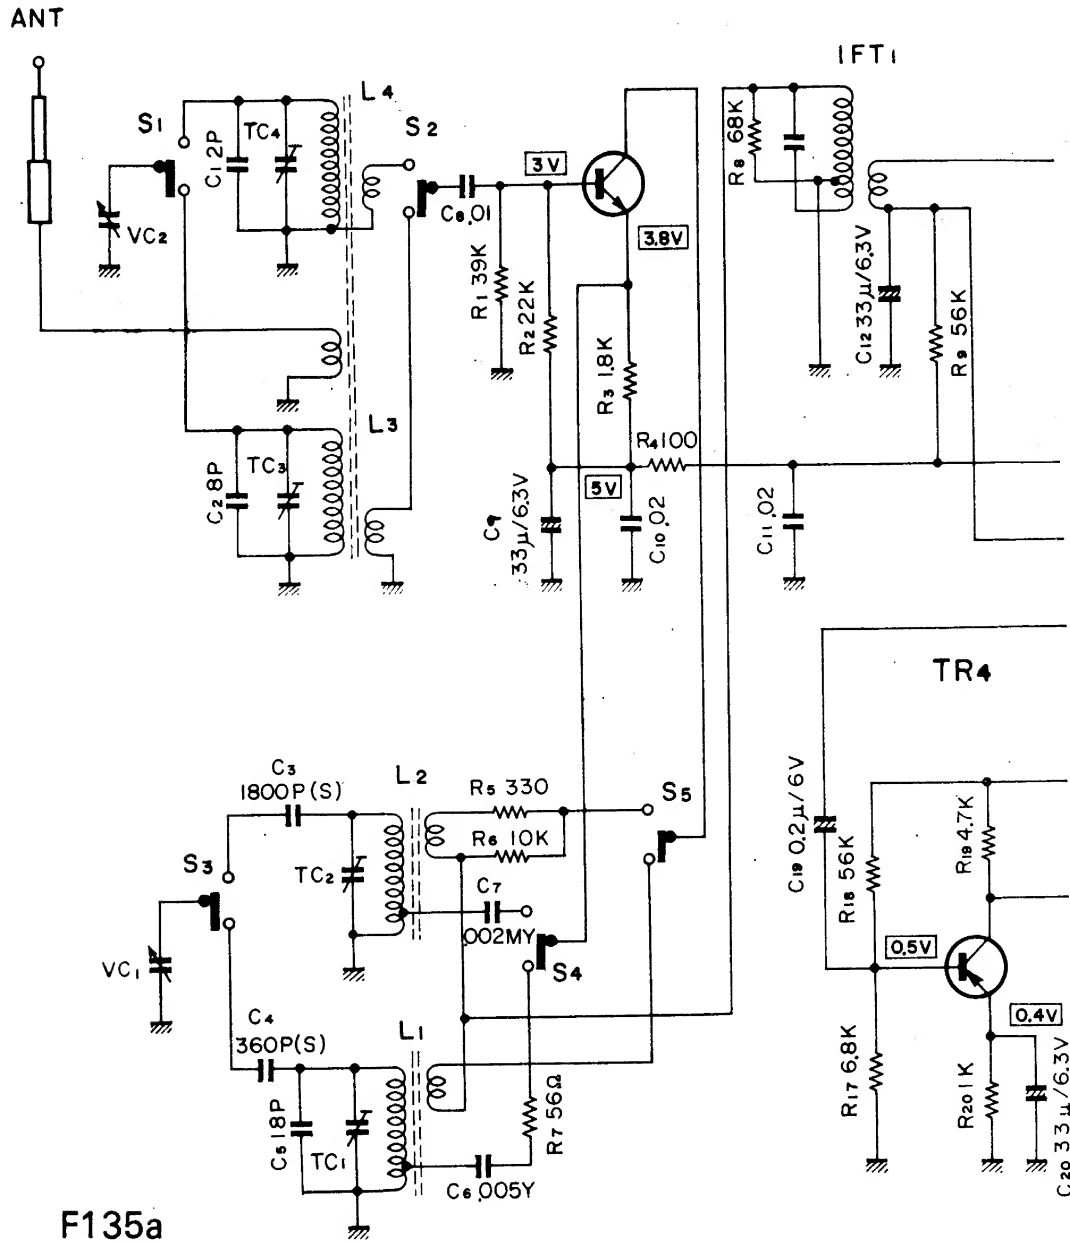 ANT
IFT1
L4
S1
TC4
S2
C1 2P
3V
R8 68K
C8 .01
VC2
3.8V
R1 39K
R2 22K
C12 33μ/6.3V
R9 56K
R3 1.8K
L3
R4 100
TC3
C2 8P
5V
C9
33μ/6.3V
C10 .02
C11 .02
TR4
C3
1800P(S)
L2
R5 330
S5
R6 10K
C19 0.2μ/6V
R18 56K
R19 4.7K
S3
TC2
C7
.002MY
S4
0.5V
VC1
C4
360P(S)
L1
0.4V
R17 6.8K
R20 1K
C20 33μ/6.3V
R7 56Ω
C5 18P
TC1
C6 .005Y
F135a